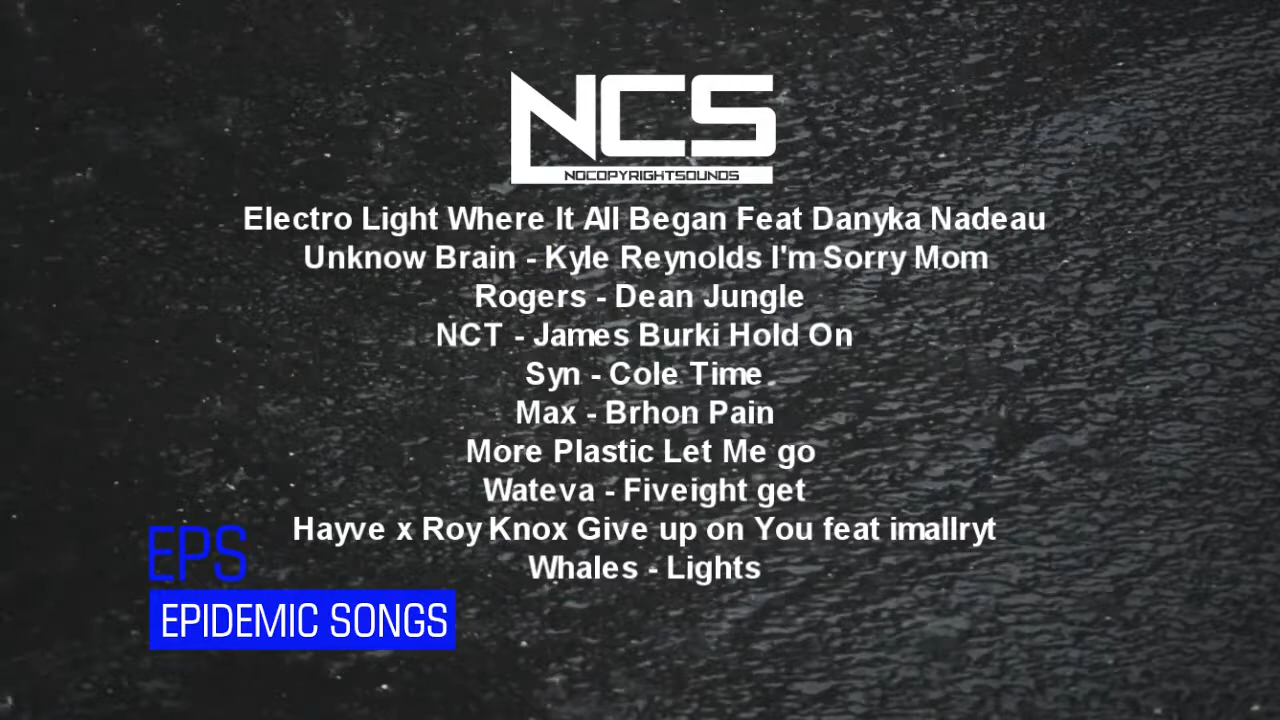 NCS
NOCOPYRIGHTSOUNDS
Electro Light Where It All Began Feat Danyka Nadeau
Unknow Brain - Kyle Reynolds I'm Sorry Mom
Rogers - Dean Jungle
NCT - James Burki Hold On
Syn - Cole Time
Max - Brhon Pain
More Plastic Let Me go
Wateva - Fiveight get
Hayve x Roy Knox Give up on You feat imallryt
Whales - Lights
EPS
EPIDEMIC SONGS